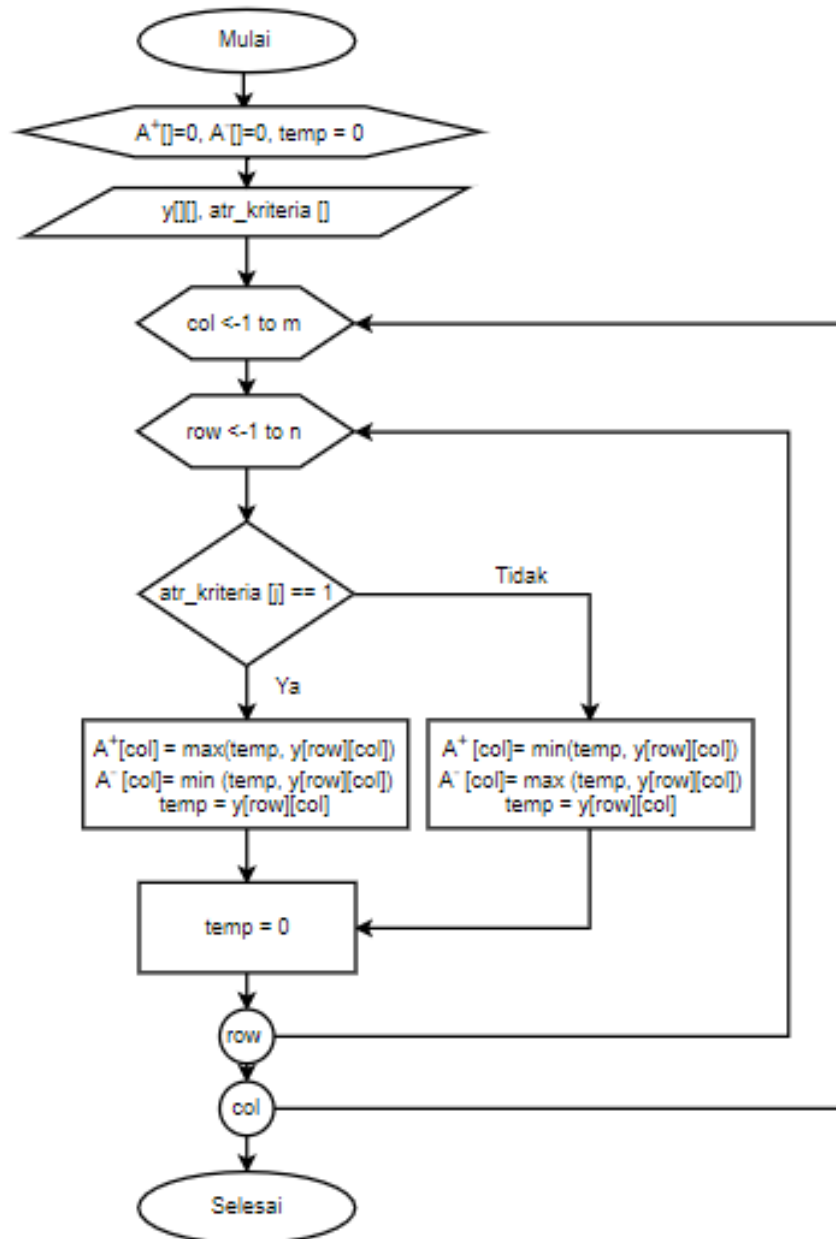 Mulai
A⁺[]=0, A⁻[]=0, temp = 0
y[][], atr_kriteria []
col <-1 to m
row <-1 to n
atr_kriteria [j] == 1
Tidak
Ya
A⁺[col] = max(temp, y[row][col])
A⁻ [col]= min (temp, y[row][col])
temp = y[row][col]
A⁺ [col]= min(temp, y[row][col])
A⁻ [col]= max (temp, y[row][col])
temp = y[row][col]
temp = 0
row
col
Selesai